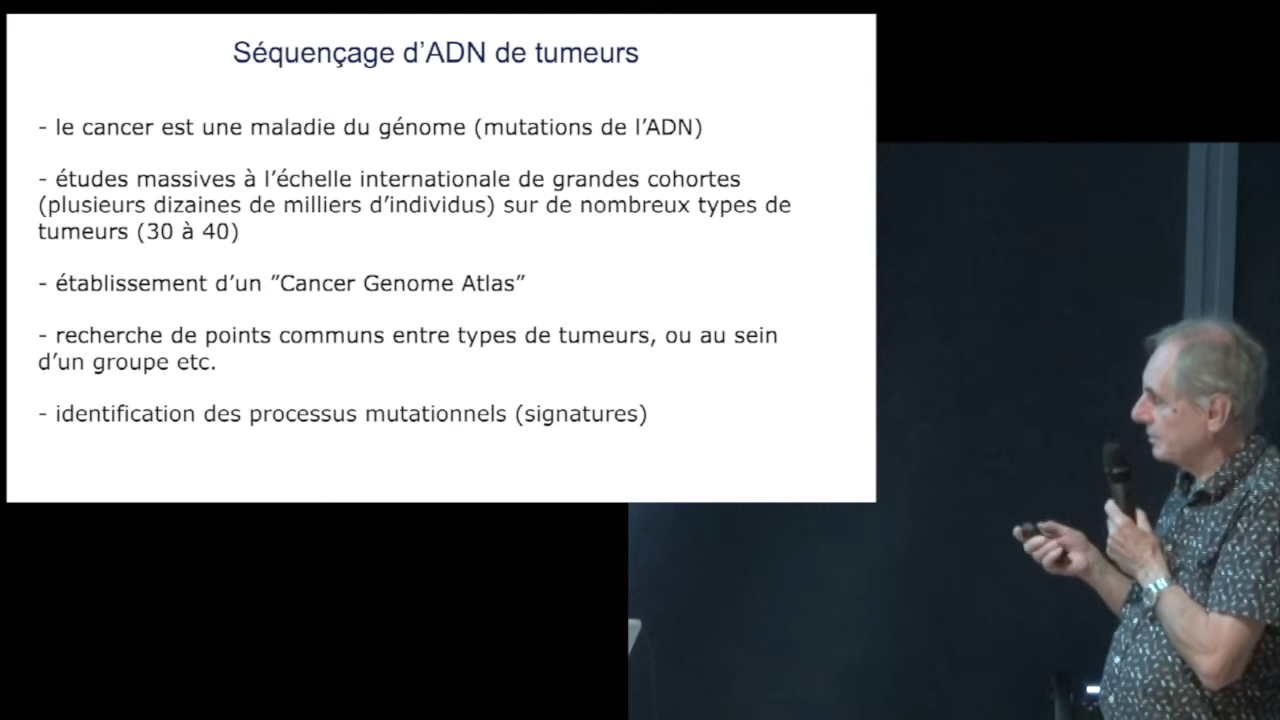 Séquençage d’ADN de tumeurs
- le cancer est une maladie du génome (mutations de l’ADN)
- études massives à l’échelle internationale de grandes cohortes
(plusieurs dizaines de milliers d’individus) sur de nombreux types de
tumeurs (30 à 40)
- établissement d’un ”Cancer Genome Atlas”
- recherche de points communs entre types de tumeurs, ou au sein
d’un groupe etc.
- identification des processus mutationnels (signatures)